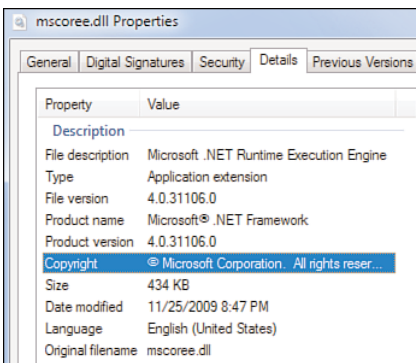 mscoree.dll Properties
General Digital Signatures Security Details Previous Versions
Property Value
Description
File description Microsoft .NET Runtime Execution Engine
Type Application extension
File version 4.0.31106.0
Product name Microsoft® .NET Framework
Product version 4.0.31106.0
Copyright © Microsoft Corporation. All rights reser...
Size 434 KB
Date modified 11/25/2009 8:47 PM
Language English (United States)
Original filename mscoree.dll